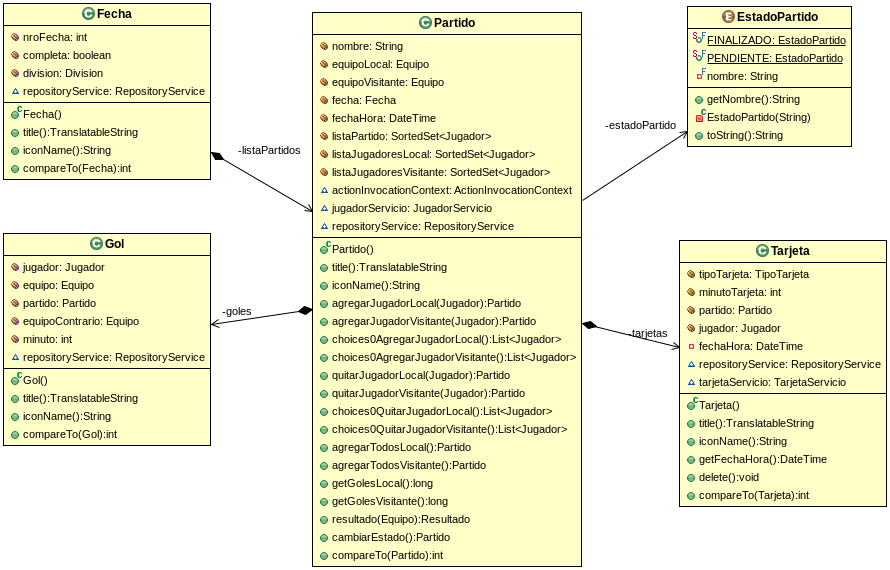 Fecha
nroFecha: int
completa: boolean
division: Division
repositoryService: RepositoryService
Fecha()
title():TranslatableString
iconName():String
compareTo(Fecha):int
-listaPartidos
Gol
jugador: Jugador
equipo: Equipo
partido: Partido
equipoContrario: Equipo
minuto: int
repositoryService: RepositoryService
Gol()
title():TranslatableString
iconName():String
compareTo(Gol):int
-goles
Partido
nombre: String
equipoLocal: Equipo
equipoVisitante: Equipo
fecha: Fecha
fechaHora: DateTime
listaPartido: SortedSet<Jugador>
listaJugadoresLocal: SortedSet<Jugador>
listaJugadoresVisitante: SortedSet<Jugador>
actionInvocationContext: ActionInvocationContext
jugadorServicio: JugadorServicio
repositoryService: RepositoryService
Partido()
title():TranslatableString
iconName():String
agregarJugadorLocal(Jugador):Partido
agregarJugadorVisitante(Jugador):Partido
choices0AgregarJugadorLocal():List<Jugador>
choices0AgregarJugadorVisitante():List<Jugador>
quitarJugadorLocal(Jugador):Partido
quitarJugadorVisitante(Jugador):Partido
choices0QuitarJugadorLocal():List<Jugador>
choices0QuitarJugadorVisitante():List<Jugador>
agregarTodosLocal():Partido
agregarTodosVisitante():Partido
getGolesLocal():long
getGolesVisitante():long
resultado(Equipo):Resultado
cambiarEstado():Partido
compareTo(Partido):int
-estadoPartido
EstadoPartido
FINALIZADO: EstadoPartido
PENDIENTE: EstadoPartido
nombre: String
getNombre():String
EstadoPartido(String)
toString():String
-tarjetas
Tarjeta
tipoTarjeta: TipoTarjeta
minutoTarjeta: int
partido: Partido
jugador: Jugador
fechaHora: DateTime
repositoryService: RepositoryService
tarjetaServicio: TarjetaServicio
Tarjeta()
title():TranslatableString
iconName():String
getFechaHora():DateTime
delete():void
compareTo(Tarjeta):int